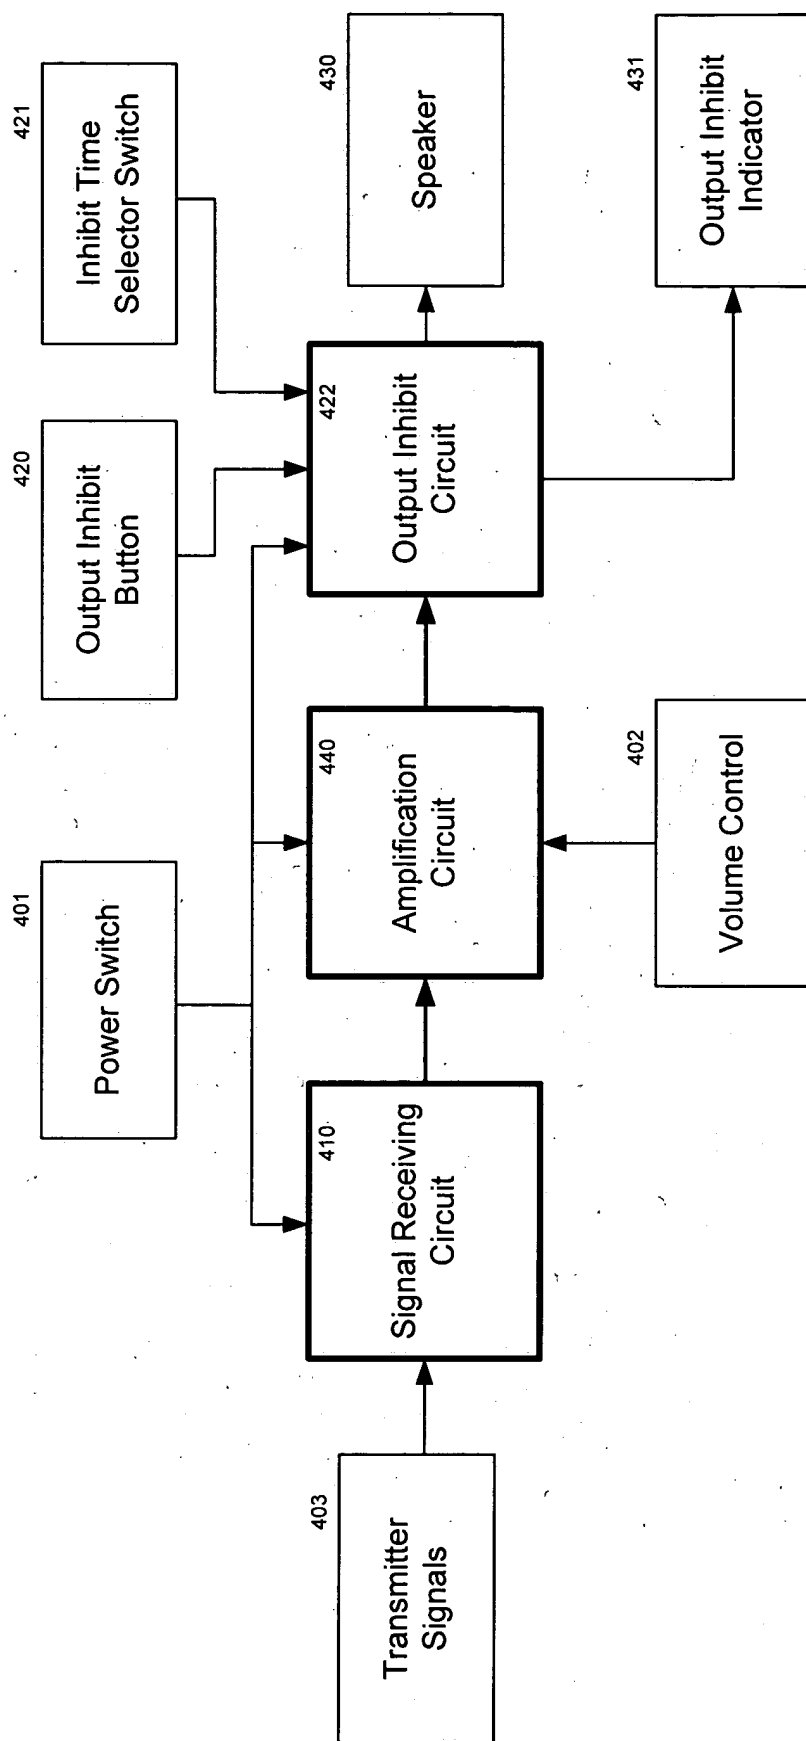 401
Power Switch
420
Output Inhibit
Button
421
Inhibit Time
Selector Switch
403
Transmitter
Signals
410
Signal Receiving
Circuit
440
Amplification
Circuit
422
Output Inhibit
Circuit
430
Speaker
402
Volume Control
431
Output Inhibit
Indicator